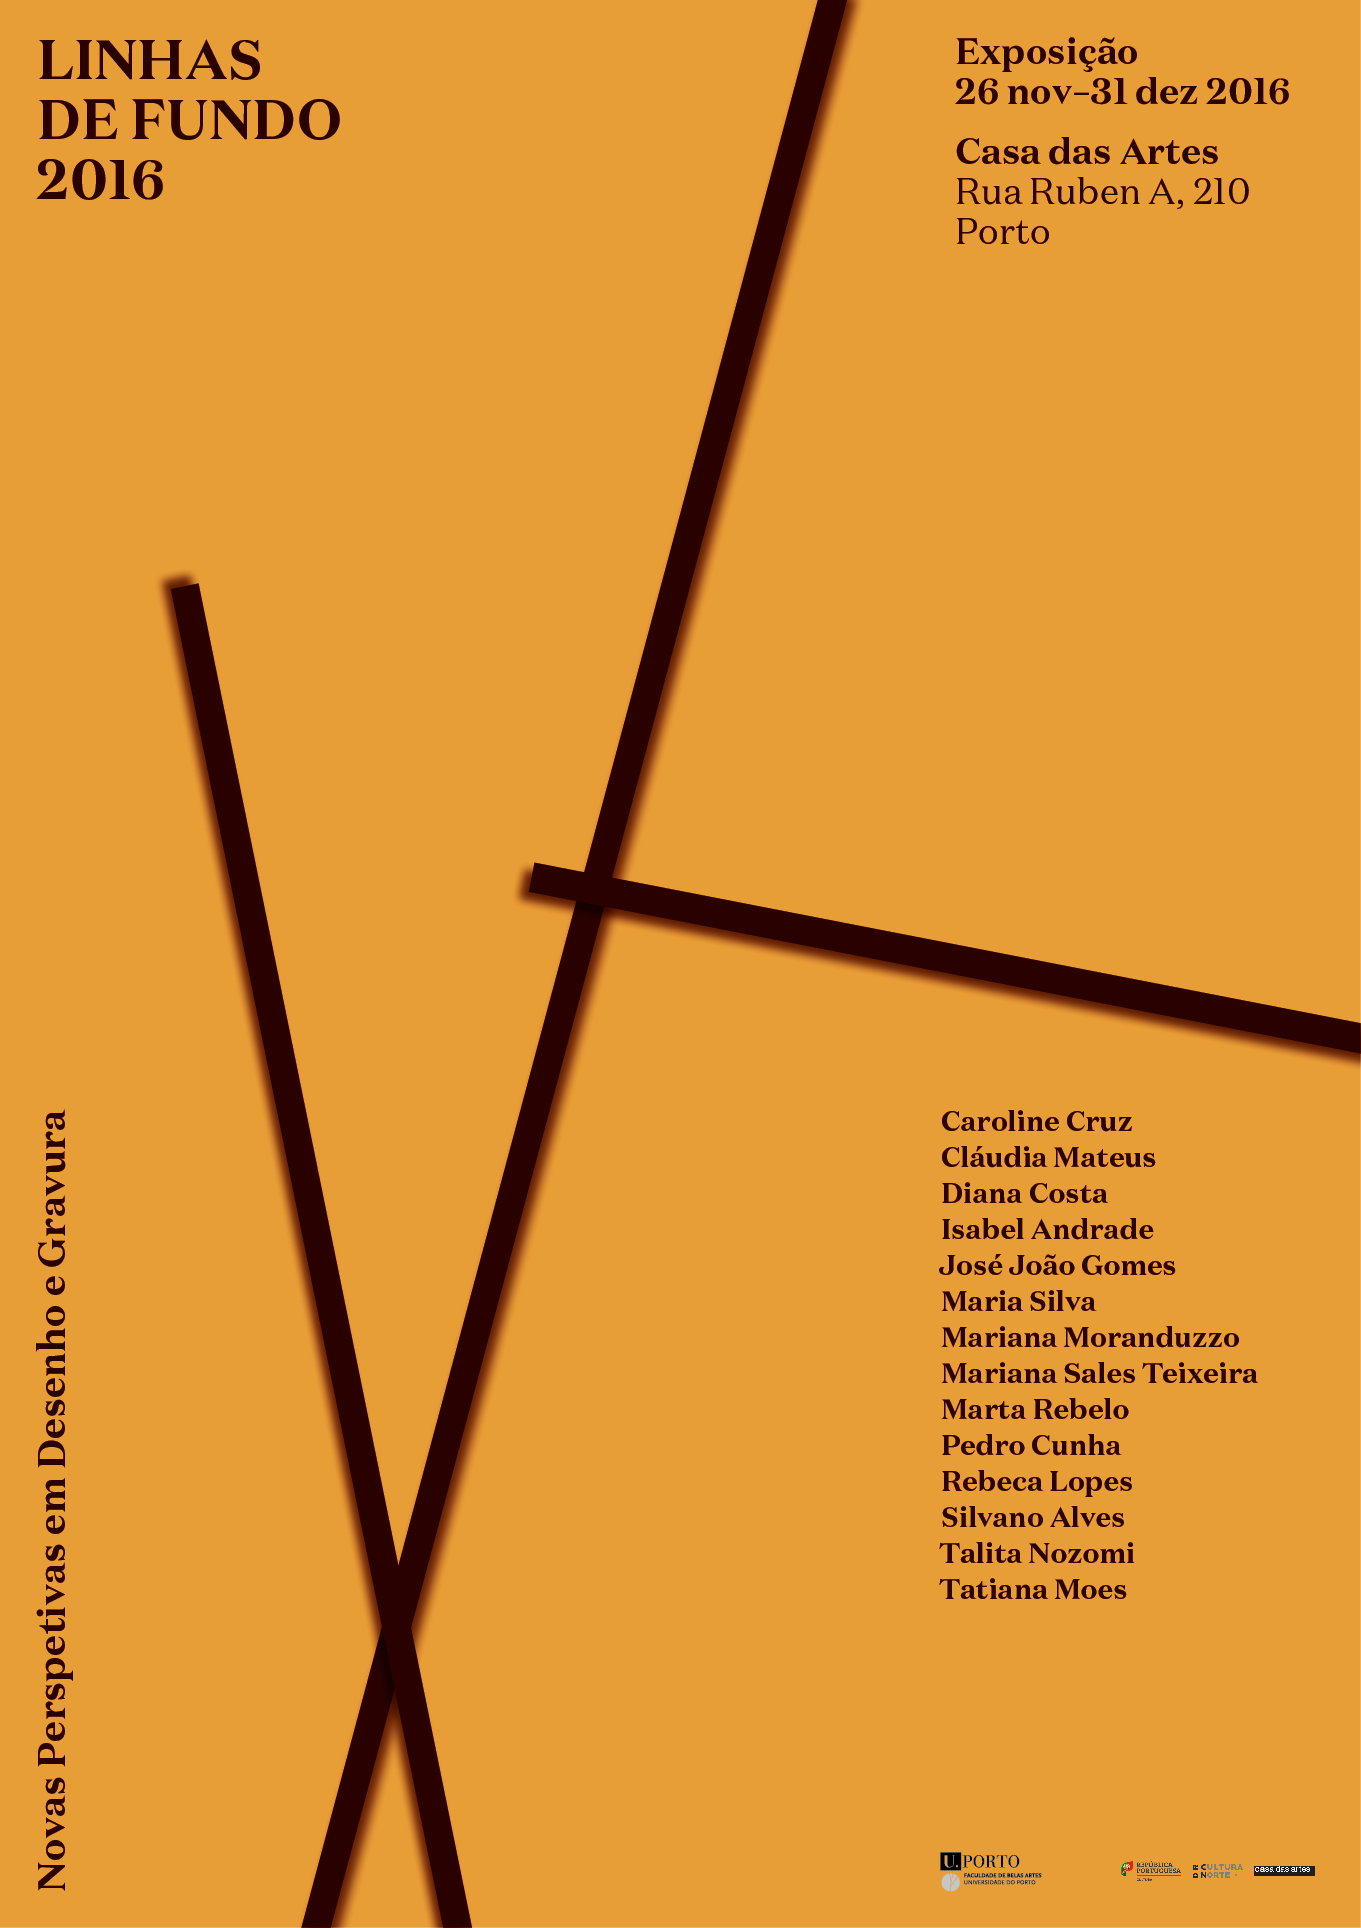 LINHAS
DE FUNDO
2016
Exposição
26 nov–31 dez 2016
Casa das Artes
Rua Ruben A, 210
Porto
Novas Perspetivas em Desenho e Gravura
Caroline Cruz
Cláudia Mateus
Diana Costa
Isabel Andrade
José João Gomes
Maria Silva
Mariana Moranduzzo
Mariana Sales Teixeira
Marta Rebelo
Pedro Cunha
Rebeca Lopes
Silvano Alves
Talita Nozomi
Tatiana Moes
U.PORTO
FACULDADE DE BELAS ARTES
UNIVERSIDADE DO PORTO
REPÚBLICA
PORTUGUESA
DR CULTURA
NORTE
casa das artes